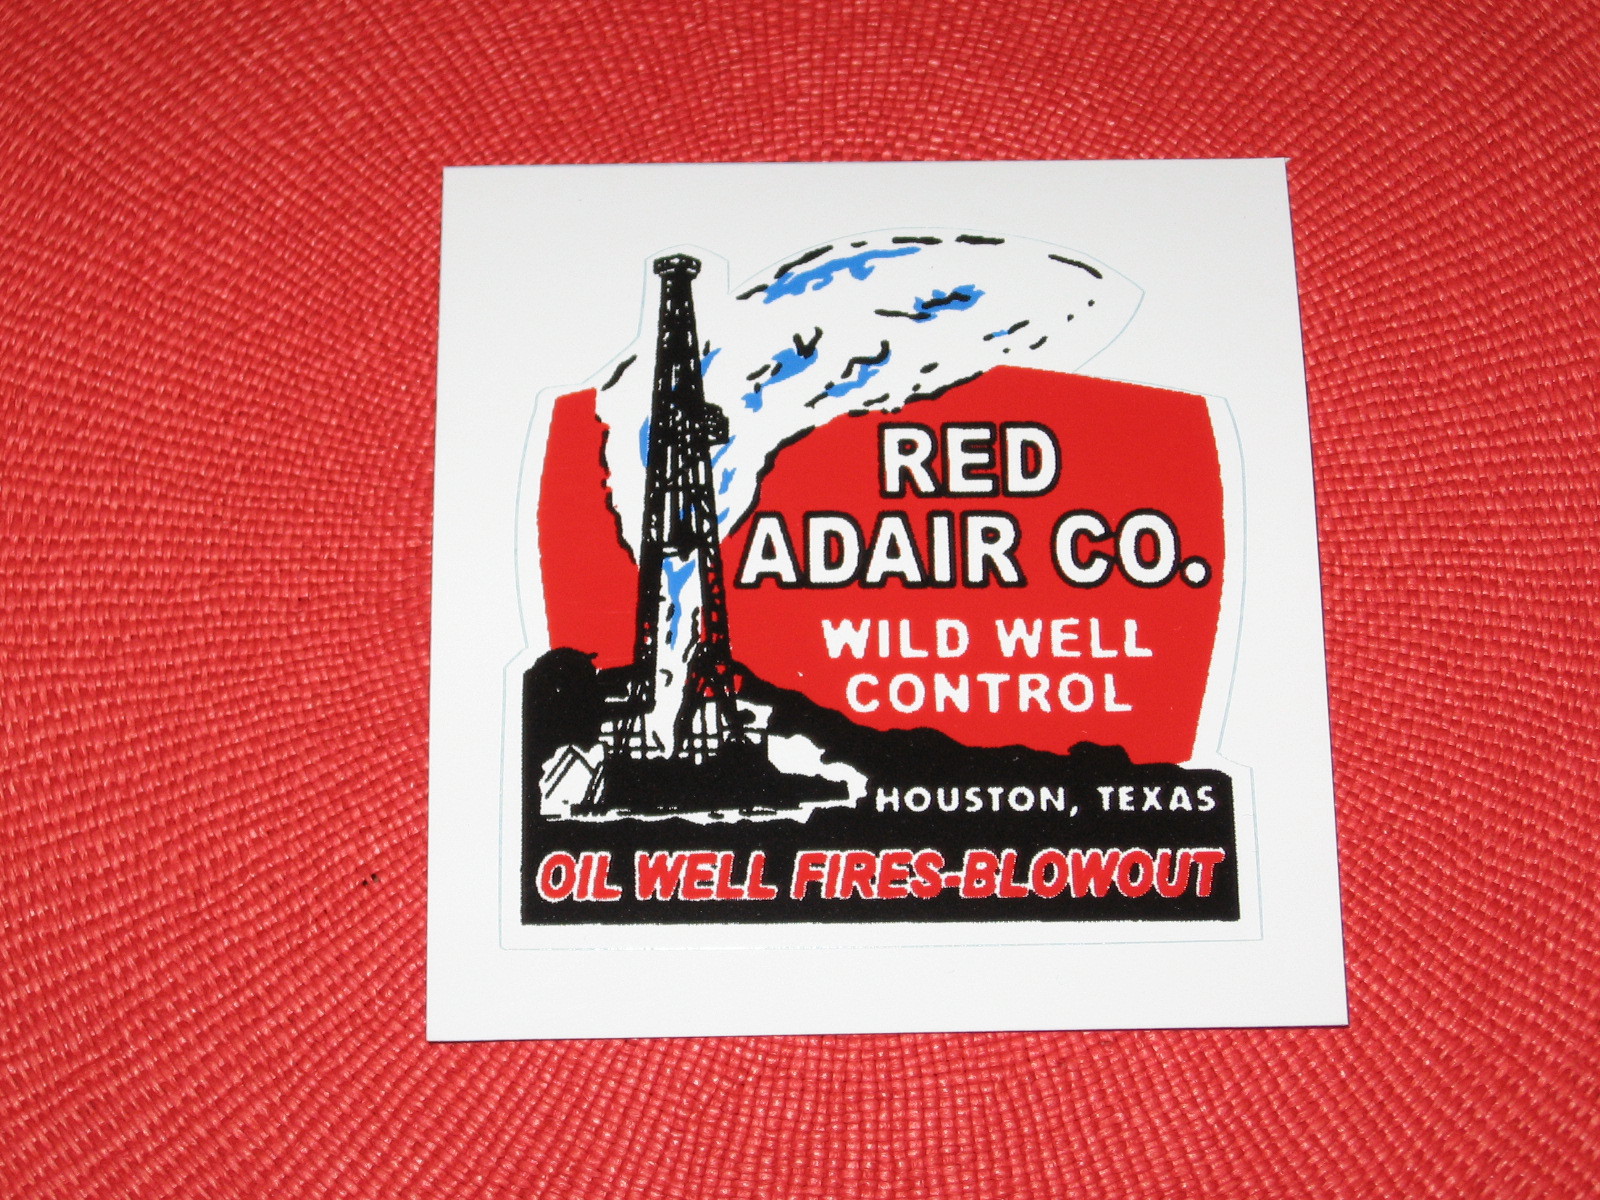 RED
ADAIR CO.
WILD WELL
CONTROL
HOUSTON, TEXAS
OIL WELL FIRES-BLOWOUT